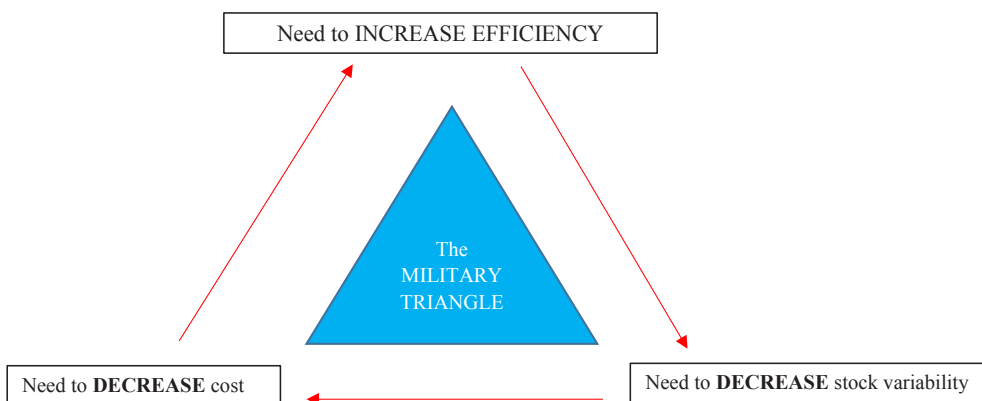 Need to INCREASE EFFICIENCY
The
MILITARY
TRIANGLE
Need to DECREASE cost
Need to DECREASE stock variability